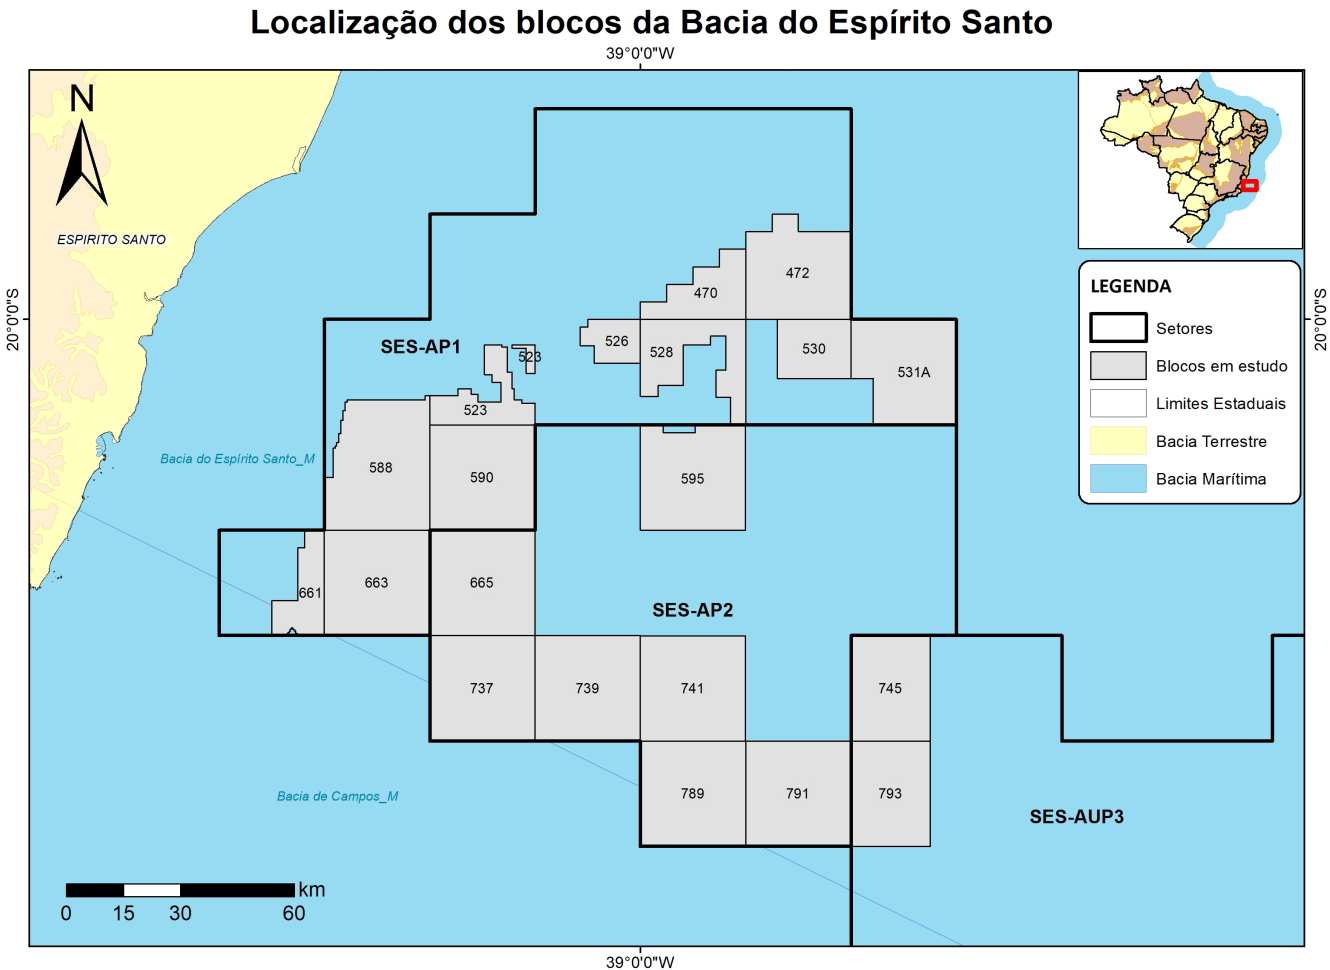 Localização dos blocos da Bacia do Espírito Santo
39°0'0"W
N
ESPIRITO SANTO
20°0'0"S
20°0'0"S
LEGENDA
Setores
Blocos em estudo
Limites Estaduais
Bacia Terrestre
Bacia Marítima
472
470
526
528
530
531A
SES-AP1
523
523
588
590
595
Bacia do Espírito Santo_M
661
663
665
SES-AP2
737
739
741
745
789
791
793
SES-AUP3
Bacia de Campos_M
km
0 15 30 60
39°0'0"W